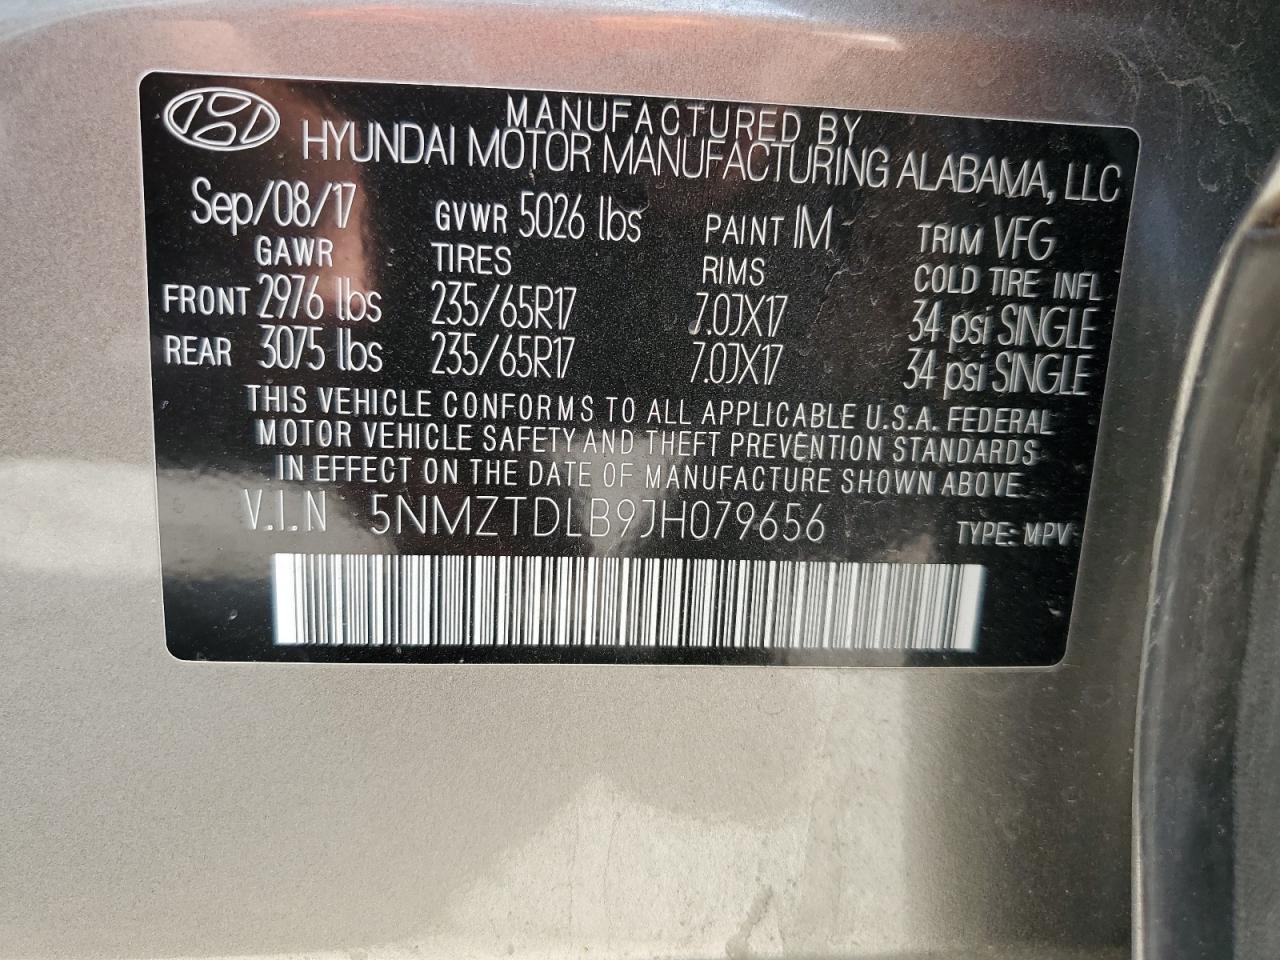 MANUFACTURED BY
HYUNDAI MOTOR MANUFACTURING ALABAMA, LLC
Sep/08/17 GVWR 5026 lbs PAINT IM TRIM VFG
GAWR TIRES RIMS COLD TIRE INFL
FRONT 2976 lbs 235/65R17 7.0JX17 34 psi SINGLE
REAR 3075 lbs 235/65R17 7.0JX17 34 psi SINGLE
THIS VEHICLE CONFORMS TO ALL APPLICABLE U.S.A. FEDERAL
MOTOR VEHICLE SAFETY AND THEFT PREVENTION STANDARDS
IN EFFECT ON THE DATE OF MANUFACTURE SHOWN ABOVE
V.I.N 5NMZTDLB9JH079656 TYPE: MPV